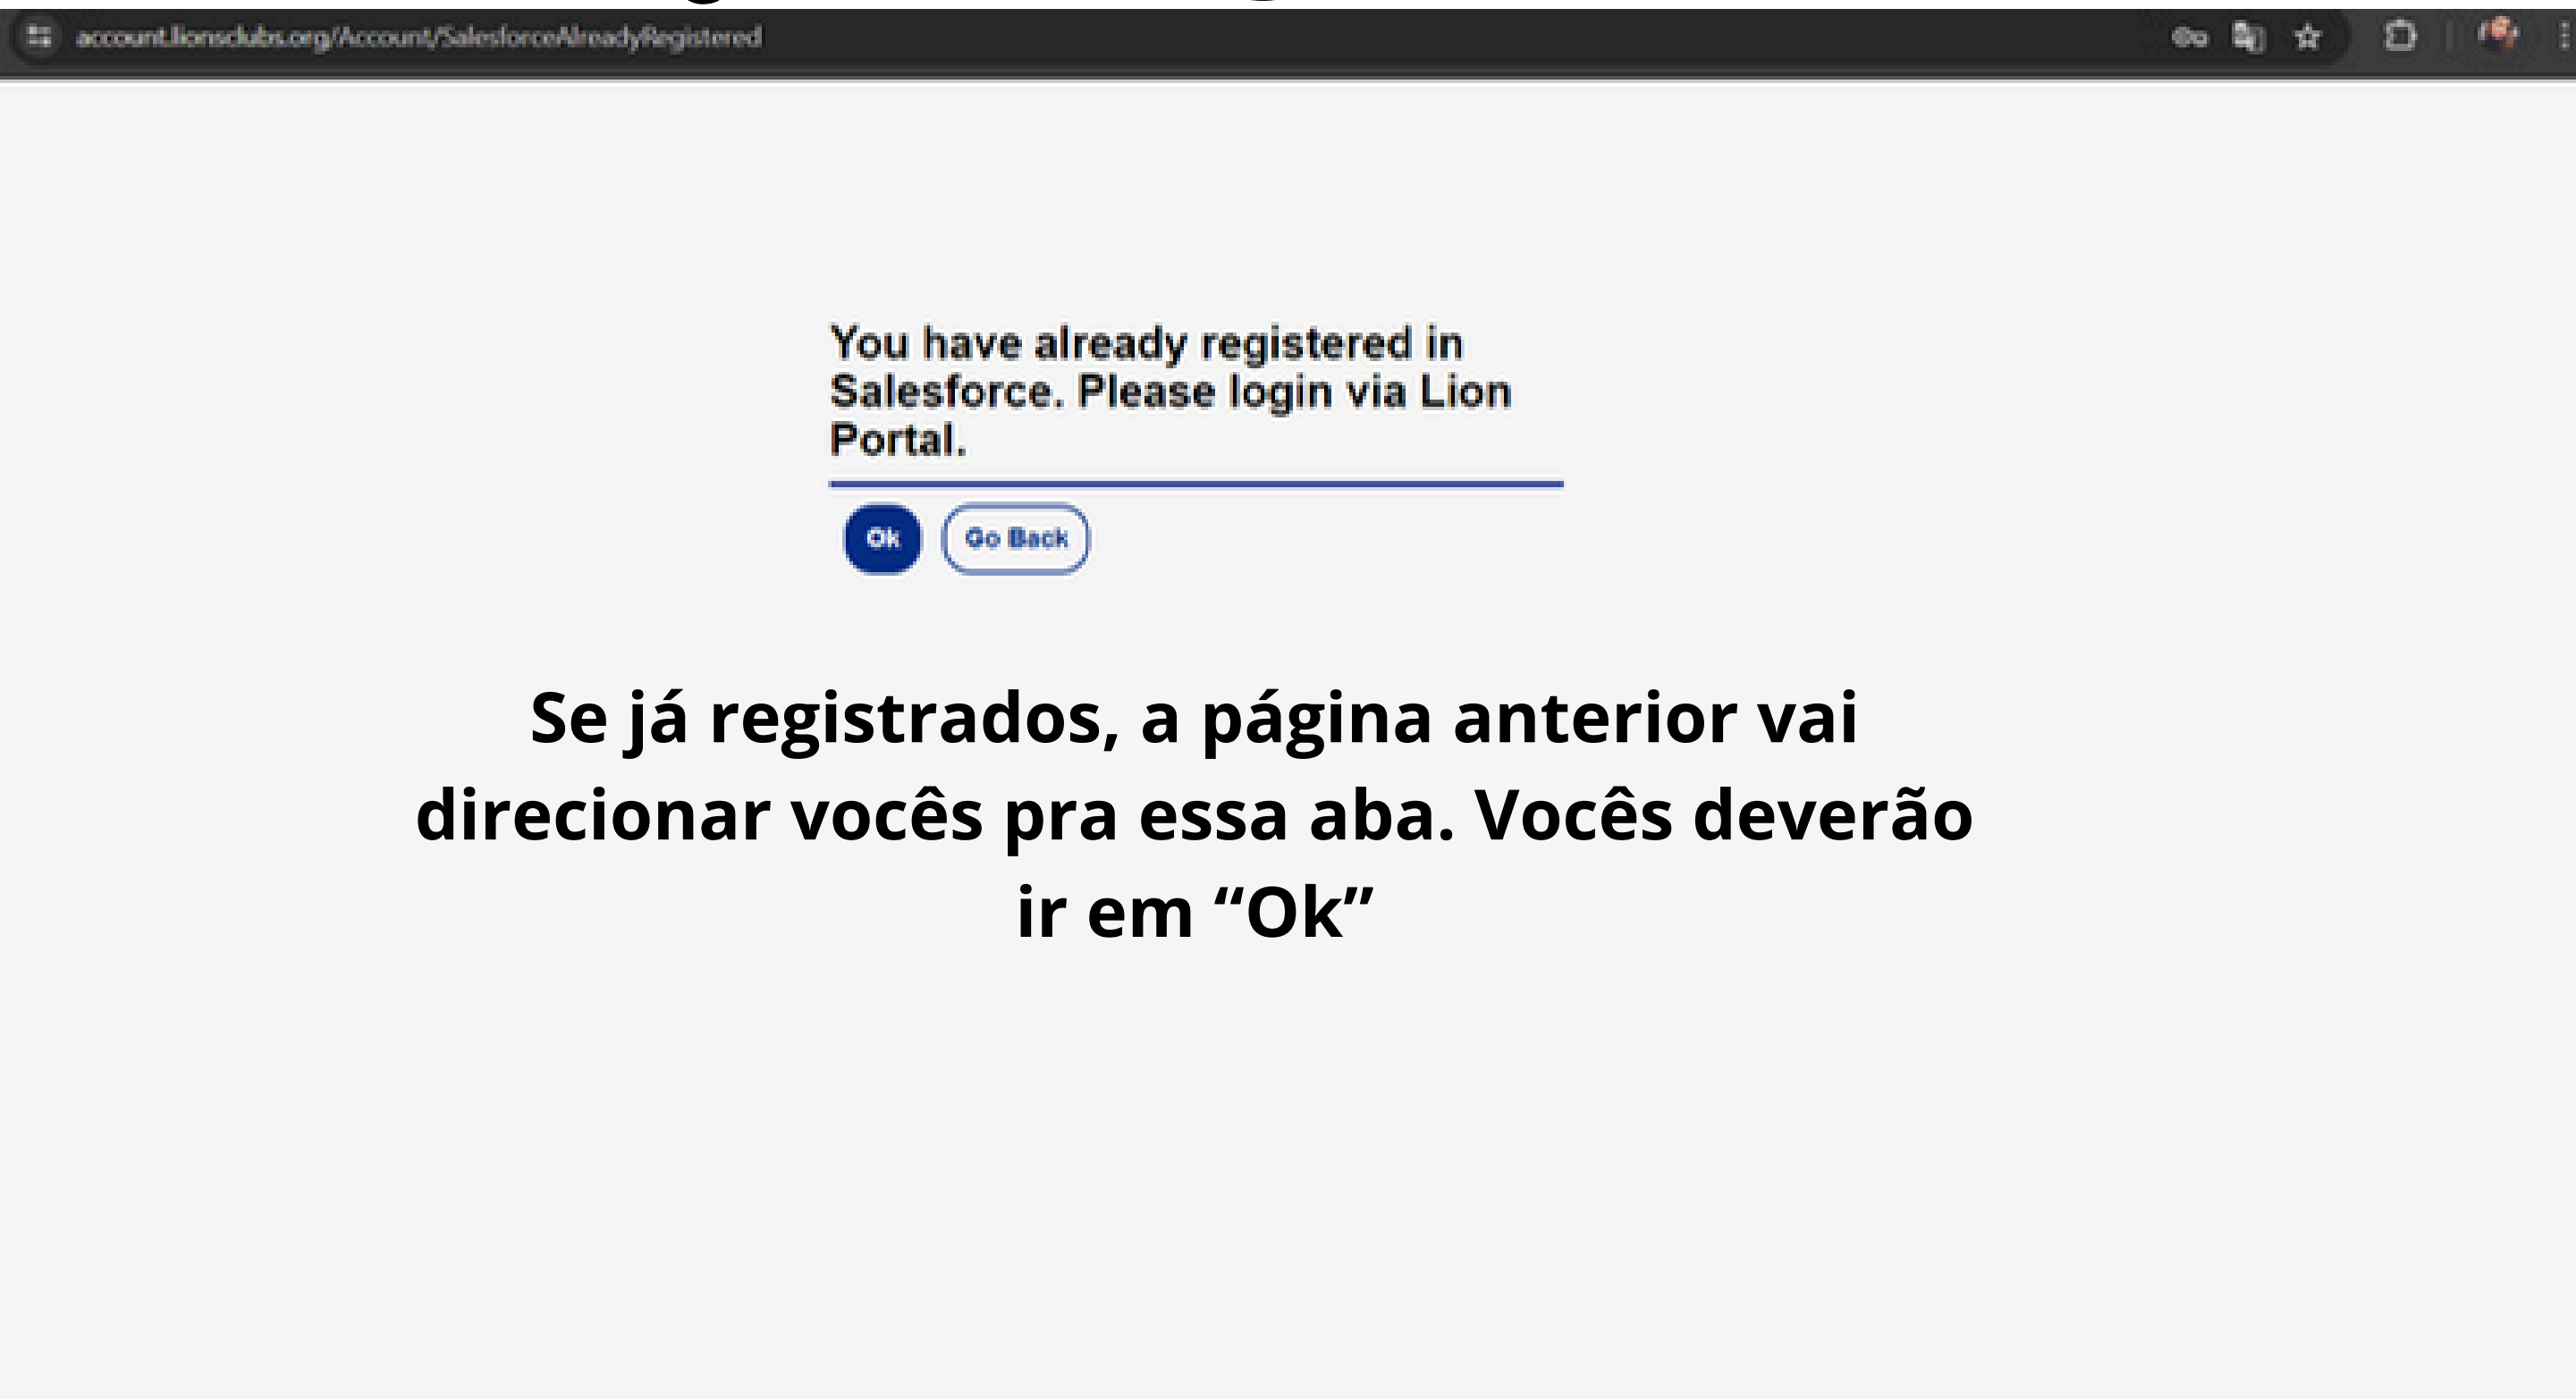 account.lionsclubs.org/Account/SalesforceAlreadyRegistered
You have already registered in
Salesforce. Please login via Lion
Portal.
Ok Go Back
Se já registrados, a página anterior vai
direcionar vocês pra essa aba. Vocês deverão
ir em “Ok”